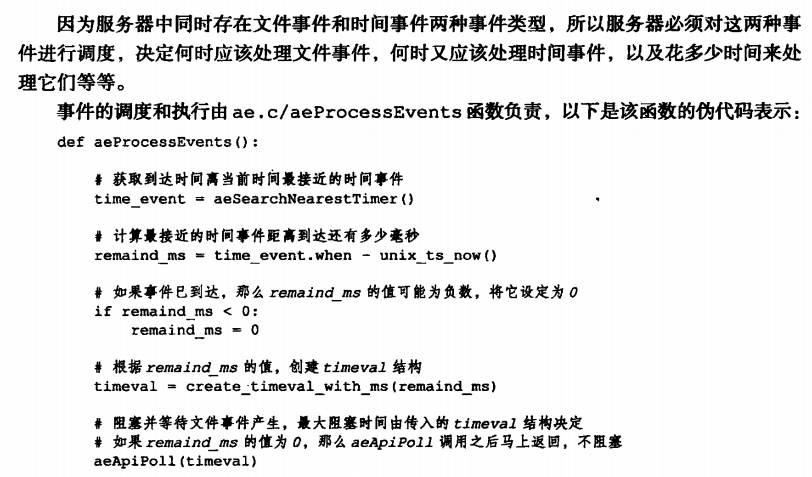 因为服务器中同时存在文件事件和时间事件两种事件类型，所以服务器必须对这两种事
件进行调度，决定何时应该处理文件事件，何时又应该处理时间事件，以及花多少时间来处
理它们等等。
事件的调度和执行由 ae.c/aeProcessEvents 函数负责，以下是该函数的伪代码表示：
def aeProcessEvents():
# 获取到达时间离当前时间最接近的时间事件
time_event = aeSearchNearestTimer()
# 计算最接近的时间事件距离到达还有多少毫秒
remaind_ms = time_event.when - unix_ts_now()
# 如果事件已到达，那么 remaind_ms 的值可能为负数，将它设定为 0
if remaind_ms < 0:
remaind_ms = 0
# 根据 remaind_ms 的值，创建 timeval 结构
timeval = create_timeval_with_ms(remaind_ms)
# 阻塞并等待文件事件产生，最大阻塞时间由传入的 timeval 结构决定
# 如果 remaind_ms 的值为 0，那么 aeApiPoll 调用之后马上返回，不阻塞
aeApiPoll(timeval)